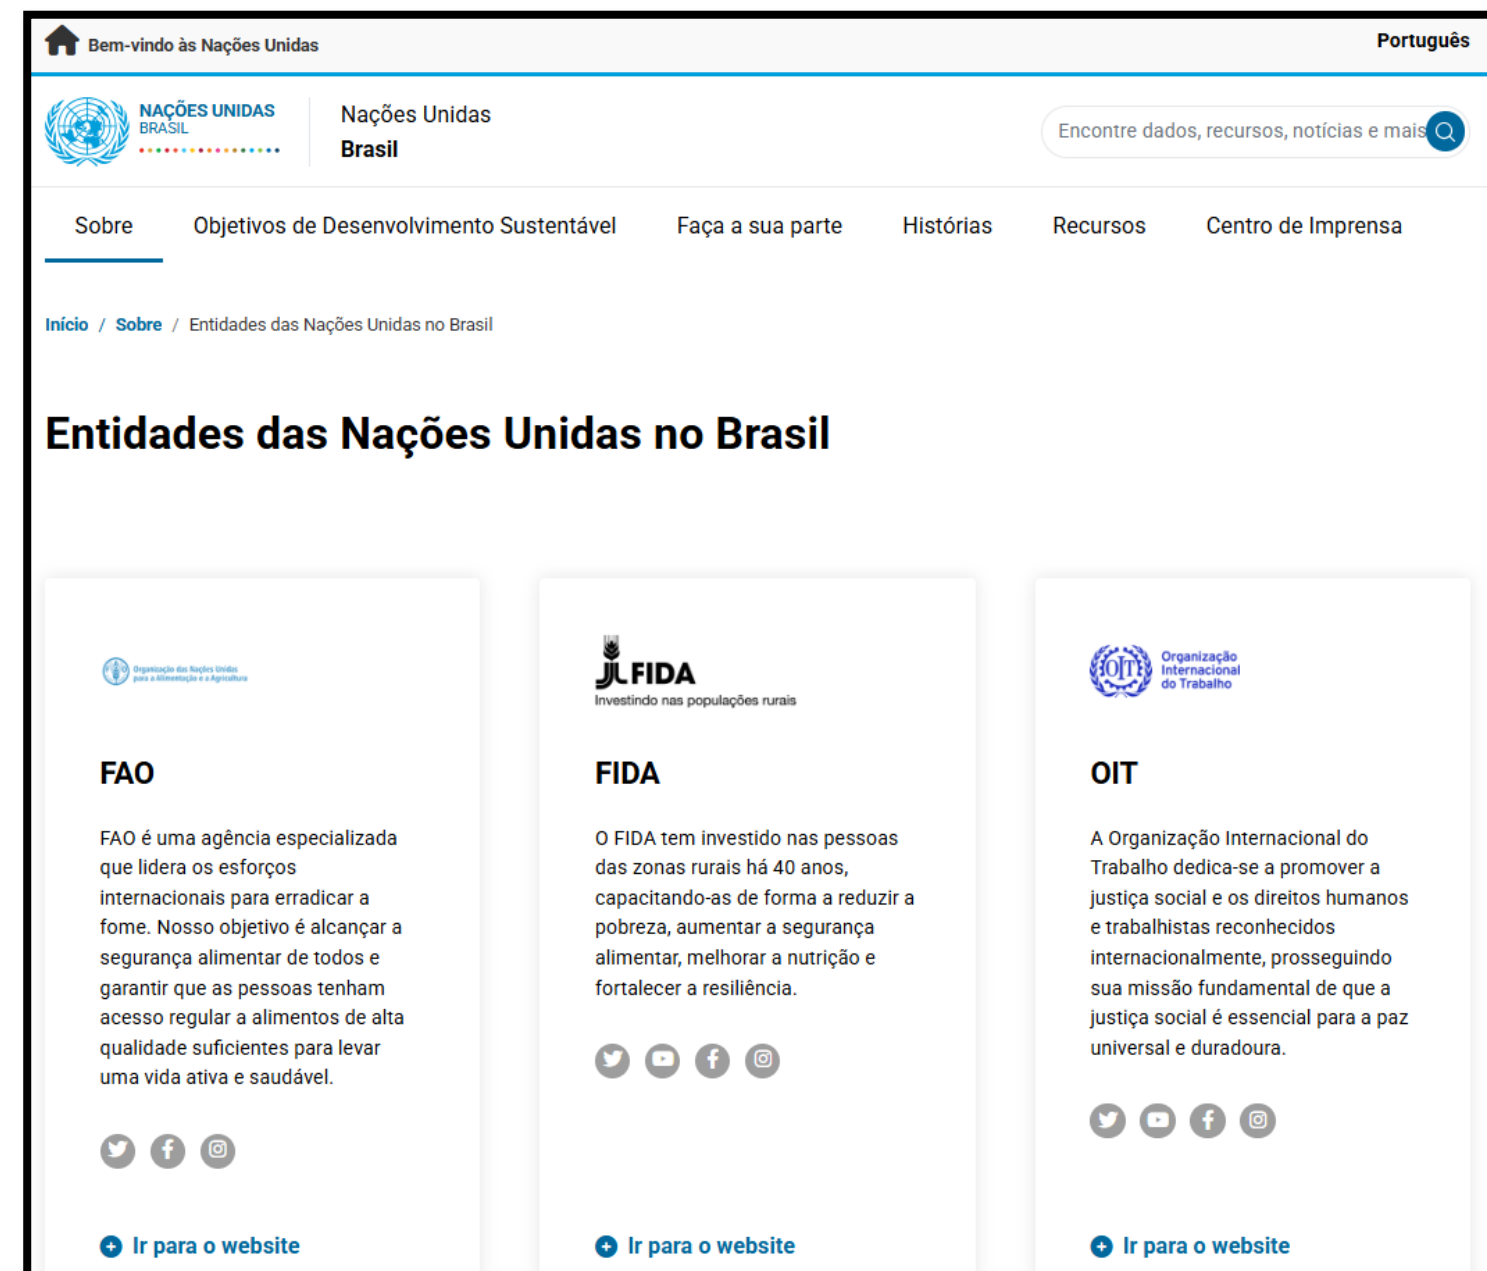 Bem-vindo às Nações Unidas
Português
NAÇÕES UNIDAS
BRASIL
Nações Unidas
Brasil
Encontre dados, recursos, notícias e mais
Sobre
Objetivos de Desenvolvimento Sustentável
Faça a sua parte
Histórias
Recursos
Centro de Imprensa
Início / Sobre / Entidades das Nações Unidas no Brasil
Entidades das Nações Unidas no Brasil
Organização das Nações Unidas
para a Alimentação e a Agricultura
FAO
FAO é uma agência especializada
que lidera os esforços
internacionais para erradicar a
fome. Nosso objetivo é alcançar a
segurança alimentar de todos e
garantir que as pessoas tenham
acesso regular a alimentos de alta
qualidade suficientes para levar
uma vida ativa e saudável.
Ir para o website
FIDA
Investindo nas populações rurais
FIDA
O FIDA tem investido nas pessoas
das zonas rurais há 40 anos,
capacitando-as de forma a reduzir a
pobreza, aumentar a segurança
alimentar, melhorar a nutrição e
fortalecer a resiliência.
Ir para o website
OIT
Organização
Internacional
do Trabalho
OIT
A Organização Internacional do
Trabalho dedica-se a promover a
justiça social e os direitos humanos
e trabalhistas reconhecidos
internacionalmente, prosseguindo
sua missão fundamental de que a
justiça social é essencial para a paz
universal e duradoura.
Ir para o website